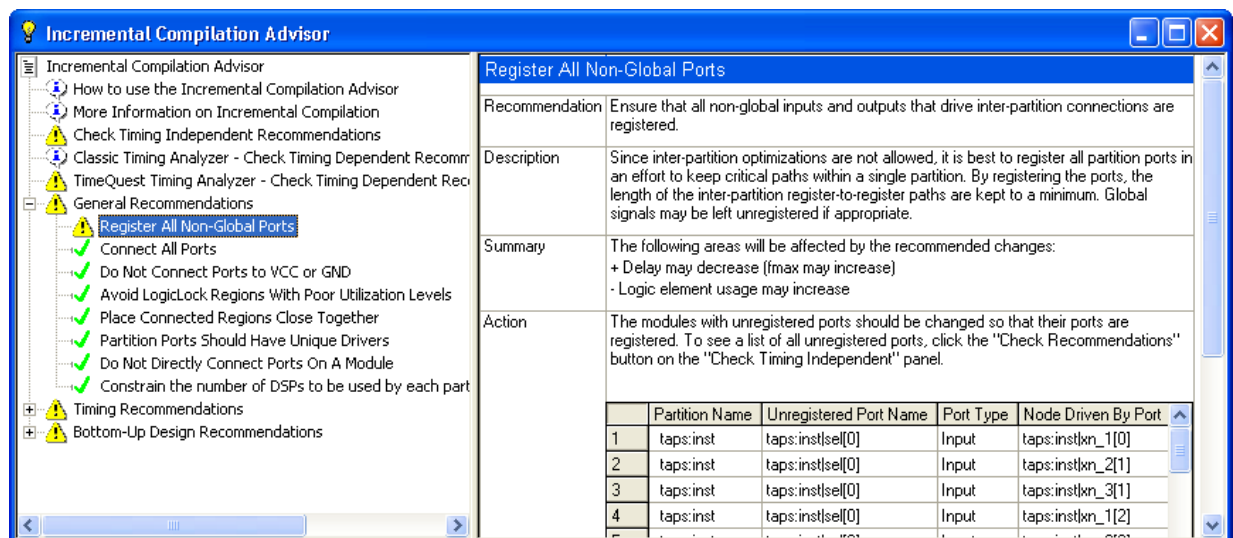 Incremental Compilation Advisor
Incremental Compilation Advisor
How to use the Incremental Compilation Advisor
More Information on Incremental Compilation
Check Timing Independent Recommendations
Classic Timing Analyzer - Check Timing Dependent Recomm
TimeQuest Timing Analyzer - Check Timing Dependent Rec
General Recommendations
Register All Non-Global Ports
Connect All Ports
Do Not Connect Ports to VCC or GND
Avoid LogicLock Regions With Poor Utilization Levels
Place Connected Regions Close Together
Partition Ports Should Have Unique Drivers
Do Not Directly Connect Ports On A Module
Constrain the number of DSPs to be used by each part
Timing Recommendations
Bottom-Up Design Recommendations
Register All Non-Global Ports
Recommendation Ensure that all non-global inputs and outputs that drive inter-partition connections are
registered.
Description Since inter-partition optimizations are not allowed, it is best to register all partition ports in
an effort to keep critical paths within a single partition. By registering the ports, the
length of the inter-partition register-to-register paths are kept to a minimum. Global
signals may be left unregistered if appropriate.
Summary The following areas will be affected by the recommended changes:
+ Delay may decrease (fmax may increase)
- Logic element usage may increase
Action The modules with unregistered ports should be changed so that their ports are
registered. To see a list of all unregistered ports, click the "Check Recommendations"
button on the "Check Timing Independent" panel.
Partition Name Unregistered Port Name Port Type Node Driven By Port
1 taps:inst taps:inst|sel[0] Input taps:inst|xn_1[0]
2 taps:inst taps:inst|sel[0] Input taps:inst|xn_2[1]
3 taps:inst taps:inst|sel[0] Input taps:inst|xn_3[1]
4 taps:inst taps:inst|sel[0] Input taps:inst|xn_1[2]